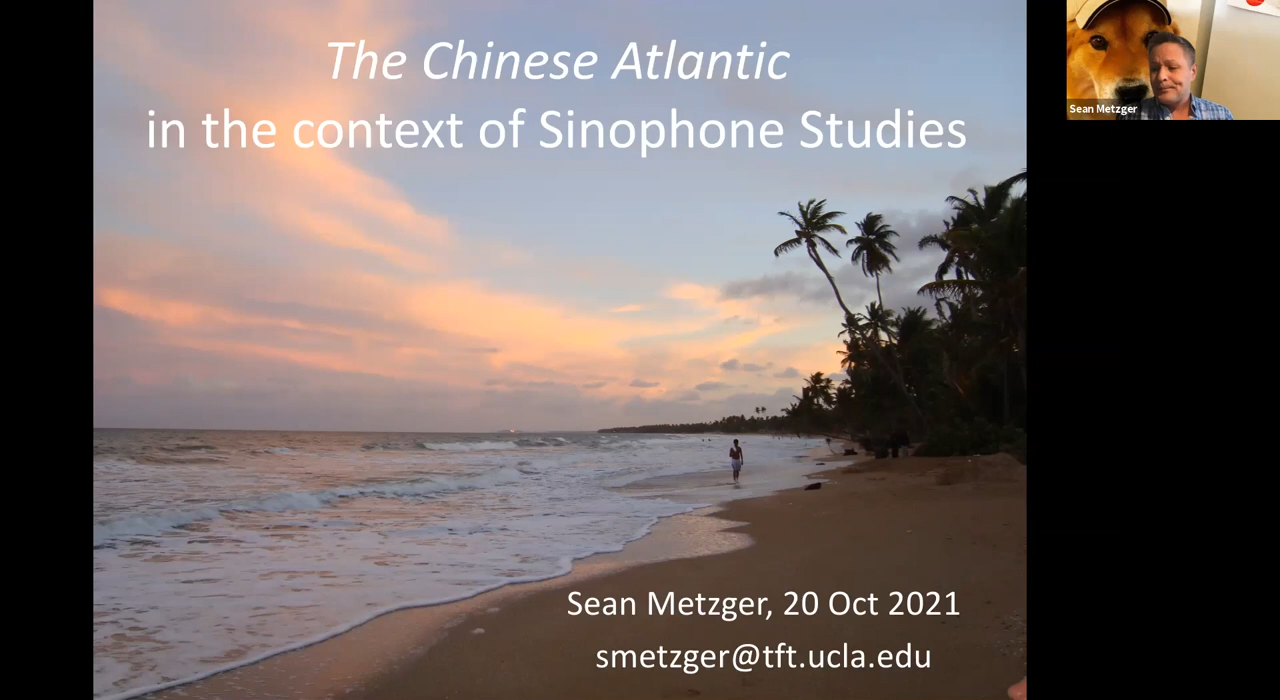 The Chinese Atlantic
in the context of Sinophone Studies
Sean Metzger
Sean Metzger, 20 Oct 2021
smetzger@tft.ucla.edu